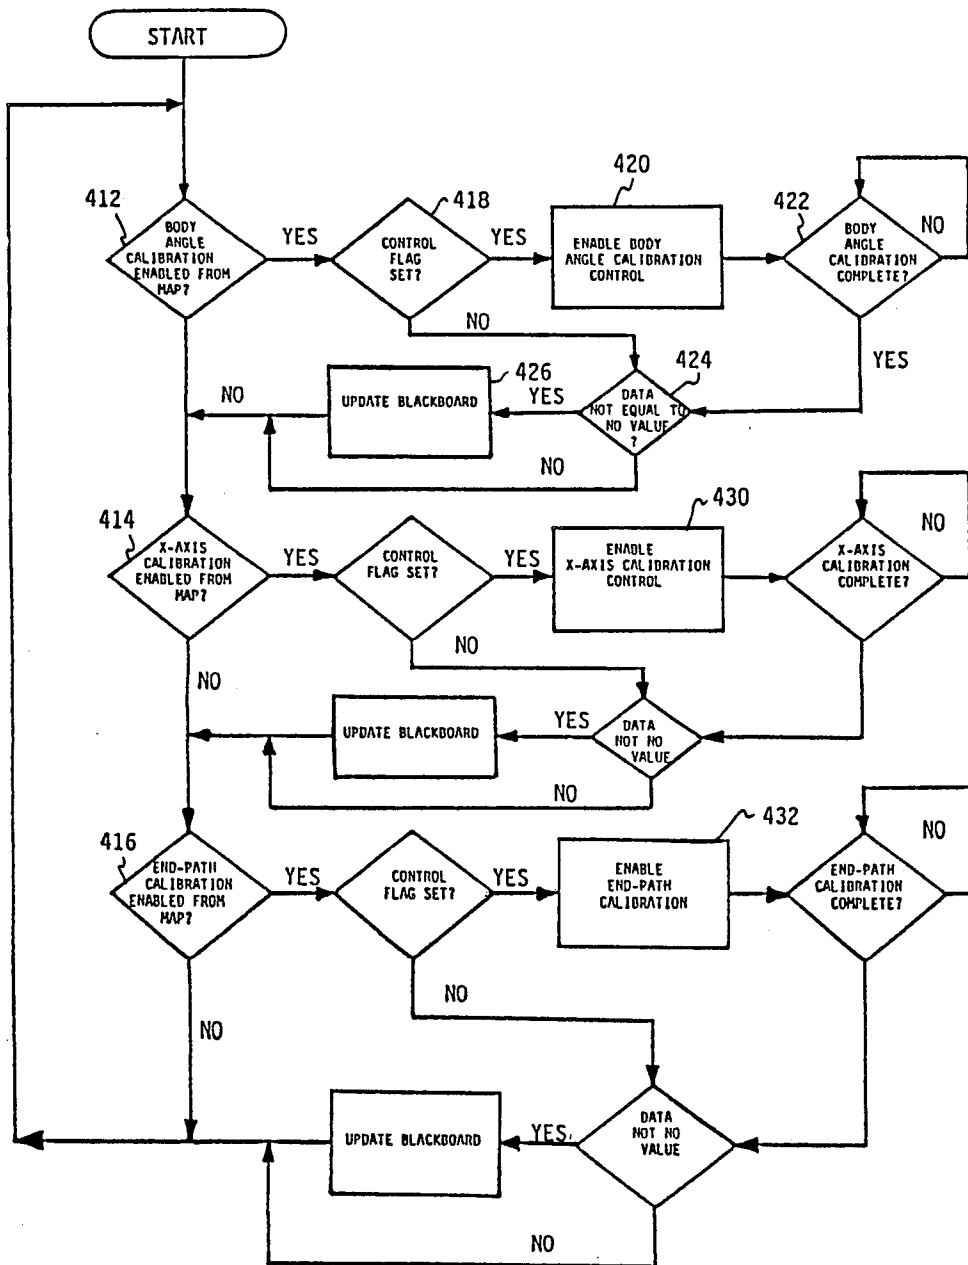 START
412
BODY
ANGLE
CALIBRATION
ENABLED FROM
MAP?
YES
418
CONTROL
FLAG
SET?
YES
420
ENABLE BODY
ANGLE CALIBRATION
CONTROL
422
BODY
ANGLE
CALIBRATION
COMPLETE?
NO
NO
YES
NO
426
UPDATE BLACKBOARD
YES
424
DATA
NOT EQUAL TO
NO VALUE
?
NO
414
X-AXIS
CALIBRATION
ENABLED FROM
MAP?
YES
CONTROL
FLAG SET?
YES
430
ENABLE
X-AXIS CALIBRATION
CONTROL
X-AXIS
CALIBRATION
COMPLETE?
NO
NO
NO
UPDATE BLACKBOARD
YES
DATA
NOT NO
VALUE
NO
416
END-PATH
CALIBRATION
ENABLED FROM
MAP?
YES
CONTROL
FLAG SET?
YES
432
ENABLE
END-PATH
CALIBRATION
END-PATH
CALIBRATION
COMPLETE?
NO
NO
NO
UPDATE BLACKBOARD
YES
DATA
NOT NO
VALUE
NO